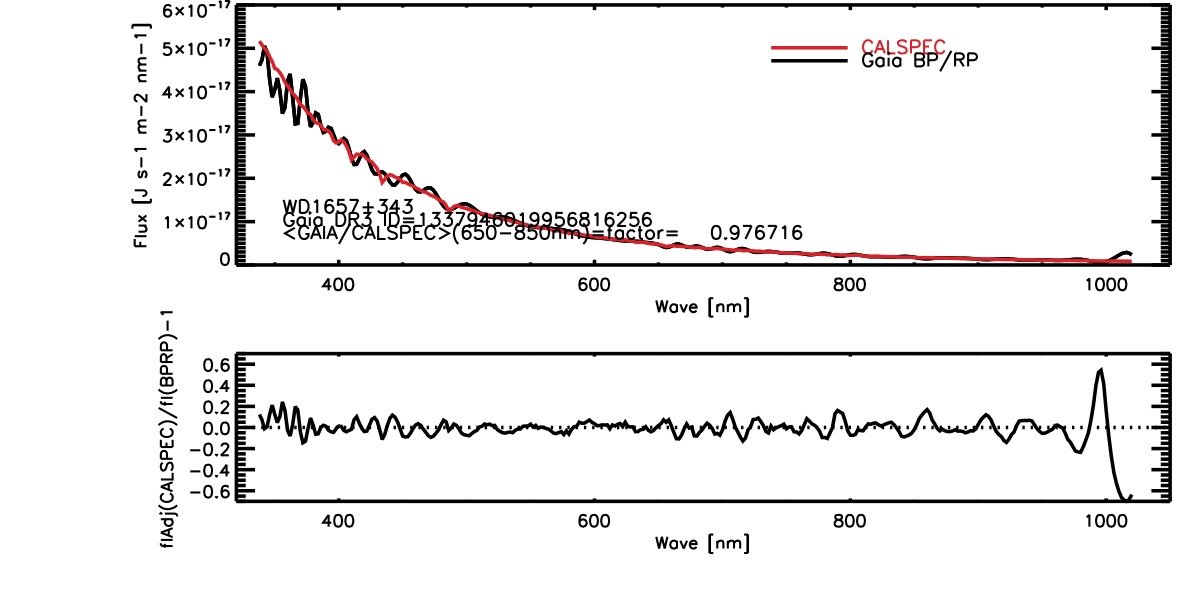 6×10⁻¹⁷
5×10⁻¹⁷
4×10⁻¹⁷
3×10⁻¹⁷
2×10⁻¹⁷
1×10⁻¹⁷
0
Flux [J s−1 m−2 nm−1]
CALSPEC
Gaia BP/RP
WD1657+343
Gaia DR3 ID=1337946019956816256
<GAIA/CALSPEC>(650−850nm)=factor= 0.976716
400 600 800 1000
Wave [nm]
0.6
0.4
0.2
0.0
−0.2
−0.4
−0.6
flAdj(CALSPEC)/fl(BPRP)−1
400 600 800 1000
Wave [nm]